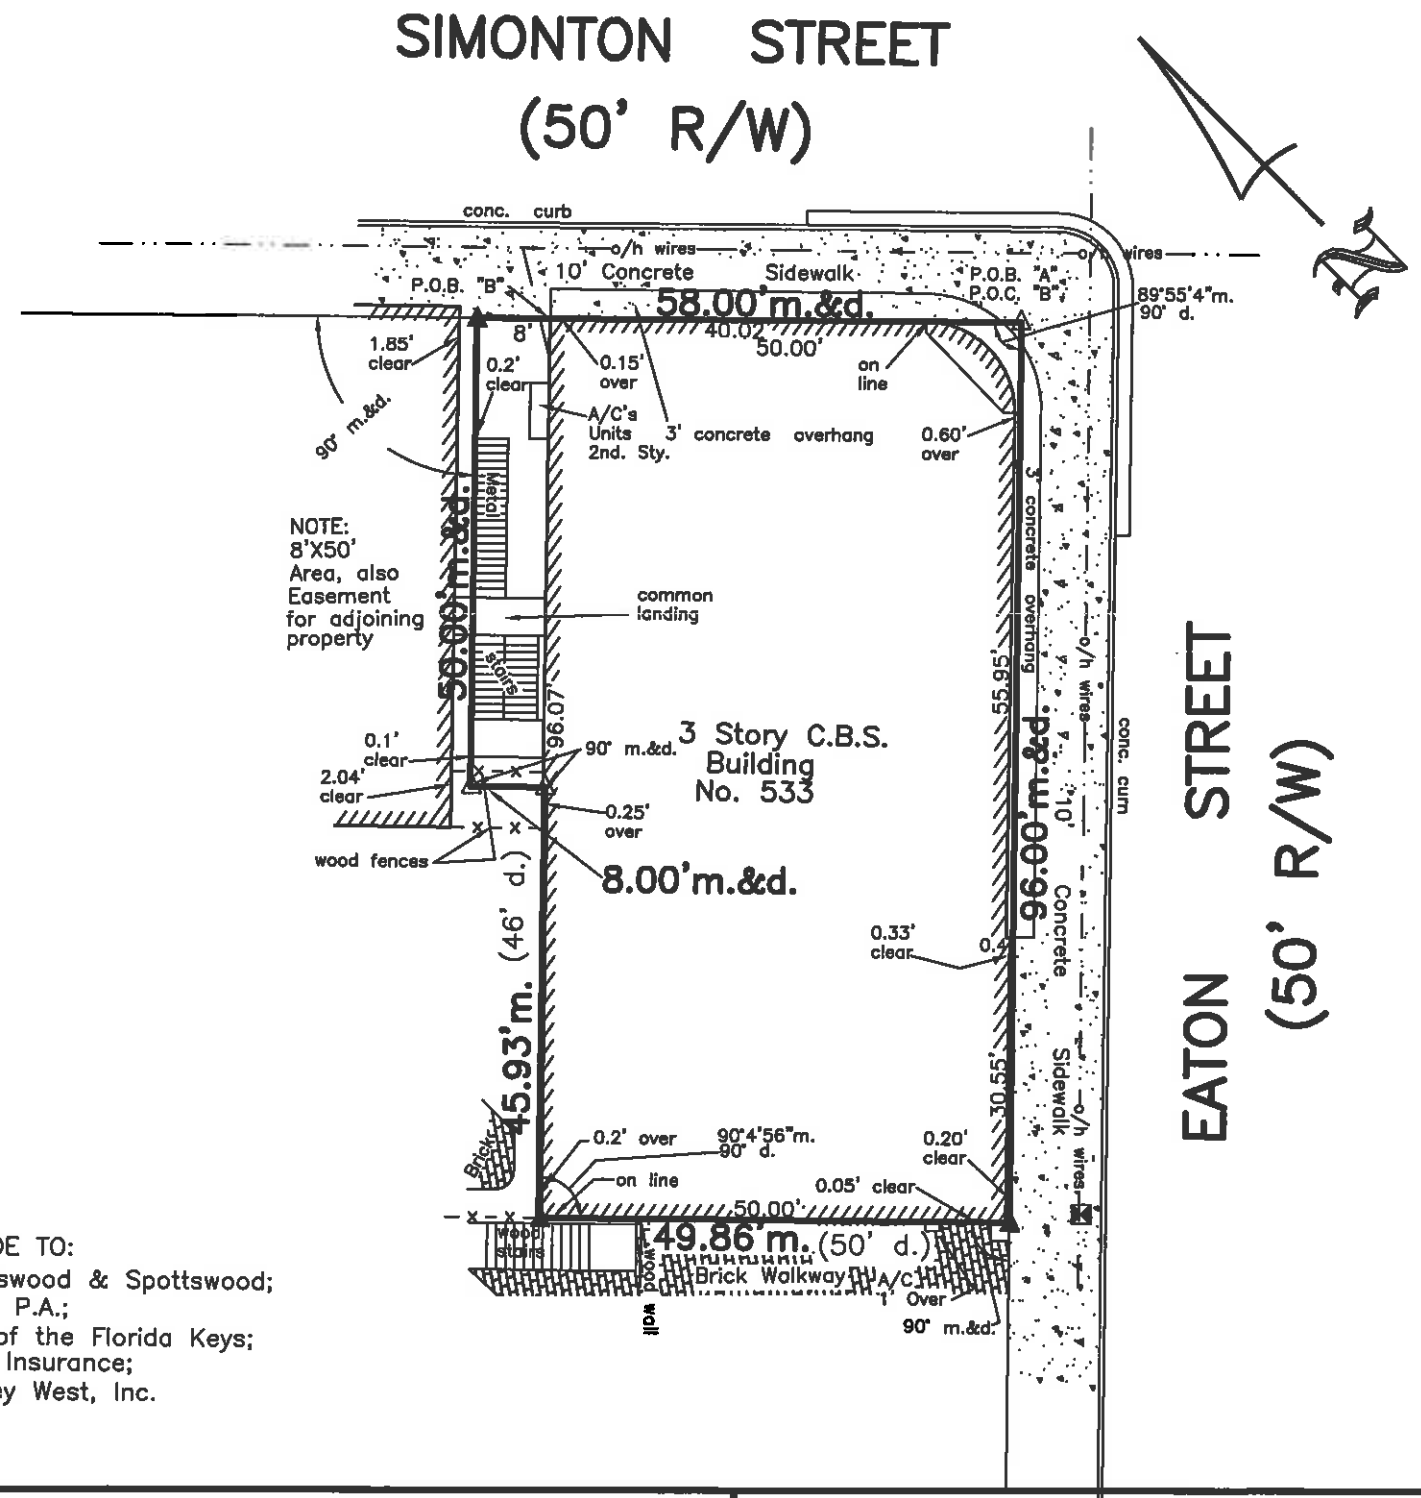 SIMONTON STREET
(50' R/W)
N
conc. curb
o/h wires
o/h wires
10' Concrete Sidewalk
P.O.B. "B"
P.O.B. "A"
P.O.C. "B"
58.00'm.&d.
40.02'
50.00'
89°55'4"m.
90° d.
8'
1.85'
clear
0.2'
clear
0.15'
over
on
line
A/C's
Units
2nd. Sty.
3' concrete overhang
0.60'
over
90° m.&d.
Metal
50.00'm.&d.
3' concrete overhang
NOTE:
8'X50'
Area, also
Easement
for adjoining
property
common
landing
stairs
96.07'
55.95'
o/h wires
EATON STREET
(50' R/W)
conc. curn
96.00'm.&d.
10' Concrete Sidewalk
0.1'
clear
2.04'
clear
90° m.&d.
3 Story C.B.S.
Building
No. 533
0.25'
over
wood fences
8.00'm.&d.
45.93'm. (46' d.)
0.33'
clear
0.4
30.55'
o/h wires
Brick
0.2' over
90°4'56"m.
90° d.
on line
0.20'
clear
0.05' clear
50.00'
49.86'm. (50' d.)
wood
stairs
wood wall
Brick Walkway
A/C
1' Over
90° m.&d.
DE TO:
swood & Spottswood;
P.A.;
of the Florida Keys;
Insurance;
ey West, Inc.